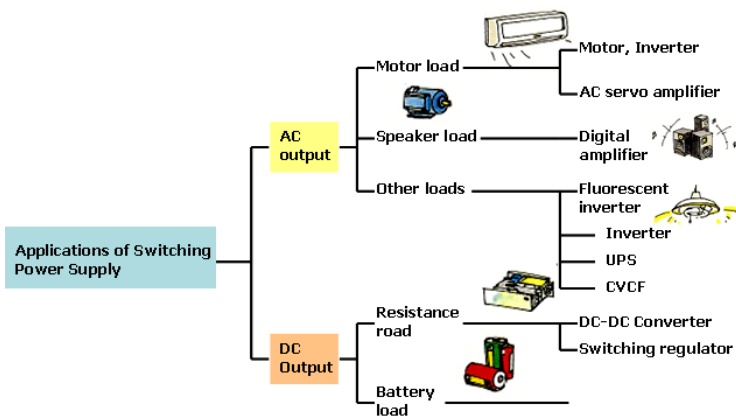 Applications of Switching
Power Supply
AC
output
Motor load
Motor, Inverter
AC servo amplifier
Speaker load
Digital
amplifier
Other loads
Fluorescent
inverter
Inverter
UPS
CVCF
DC
Output
Resistance
road
DC-DC Converter
Switching regulator
Battery
load